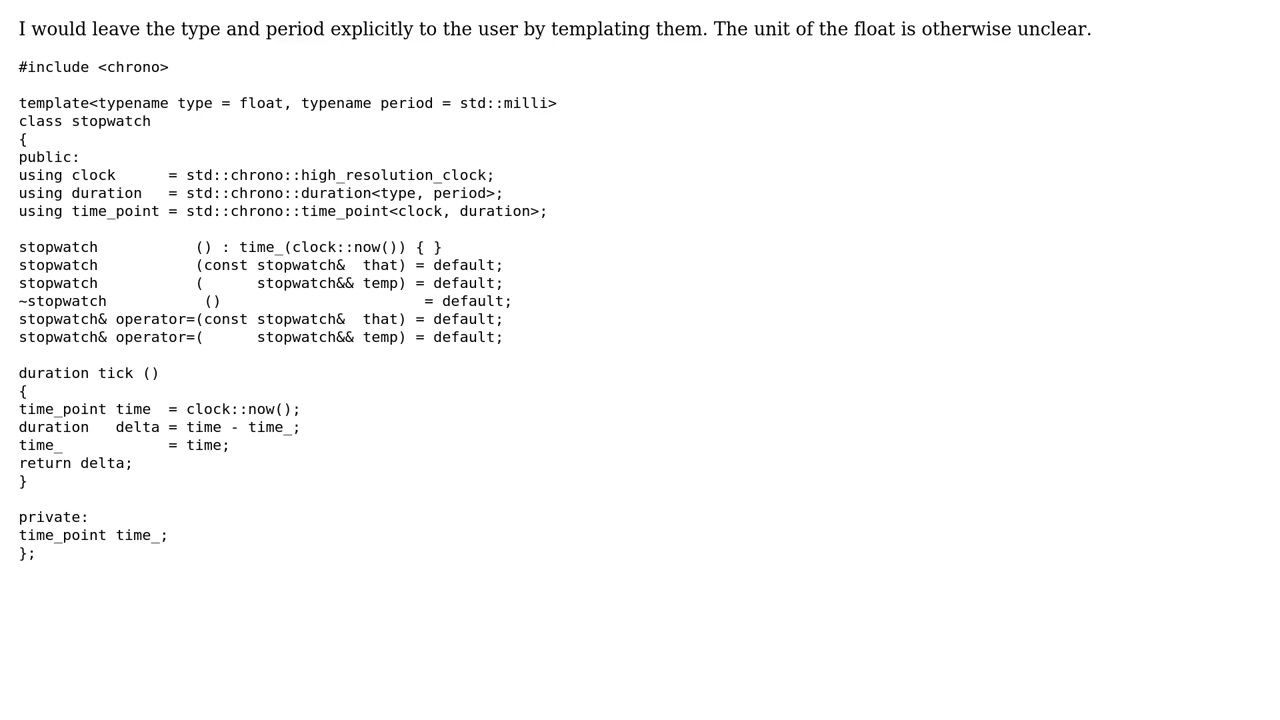 I would leave the type and period explicitly to the user by templating them. The unit of the float is otherwise unclear.
#include <chrono>
template<typename type = float, typename period = std::milli>
class stopwatch
{
public:
using clock      = std::chrono::high_resolution_clock;
using duration   = std::chrono::duration<type, period>;
using time_point = std::chrono::time_point<clock, duration>;
stopwatch           () : time_(clock::now()) { }
stopwatch           (const stopwatch&  that) = default;
stopwatch           (      stopwatch&& temp) = default;
~stopwatch           ()                       = default;
stopwatch& operator=(const stopwatch&  that) = default;
stopwatch& operator=(      stopwatch&& temp) = default;
duration tick ()
{
time_point time  = clock::now();
duration   delta = time - time_;
time_            = time;
return delta;
}
private:
time_point time_;
};